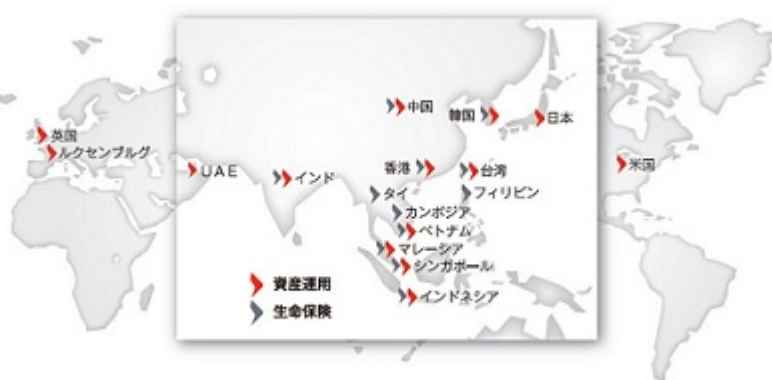 中国
韓国
日本
英国
ルクセンブルグ
UAE
インド
香港
台湾
米国
タイ
フィリピン
カンボジア
ベトナム
マレーシア
シンガポール
資産運用
インドネシア
生命保険